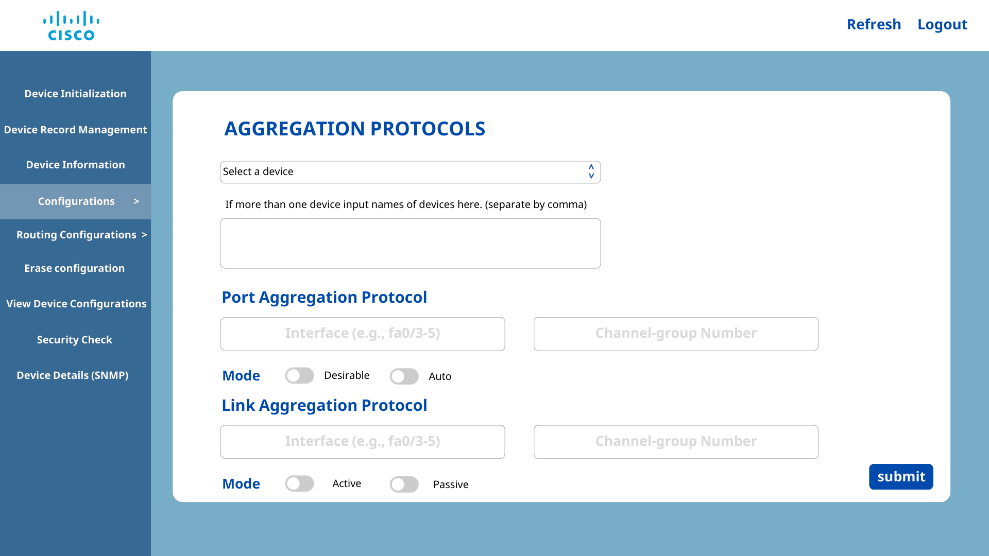 CISCO
Refresh Logout
Device Initialization
Device Record Management
Device Information
Configurations >
Routing Configurations >
Erase configuration
View Device Configurations
Security Check
Device Details (SNMP)
AGGREGATION PROTOCOLS
Select a device
If more than one device input names of devices here. (separate by comma)
Port Aggregation Protocol
Interface (e.g., fa0/3-5) Channel-group Number
Mode Desirable Auto
Link Aggregation Protocol
Interface (e.g., fa0/3-5) Channel-group Number
Mode Active Passive
submit